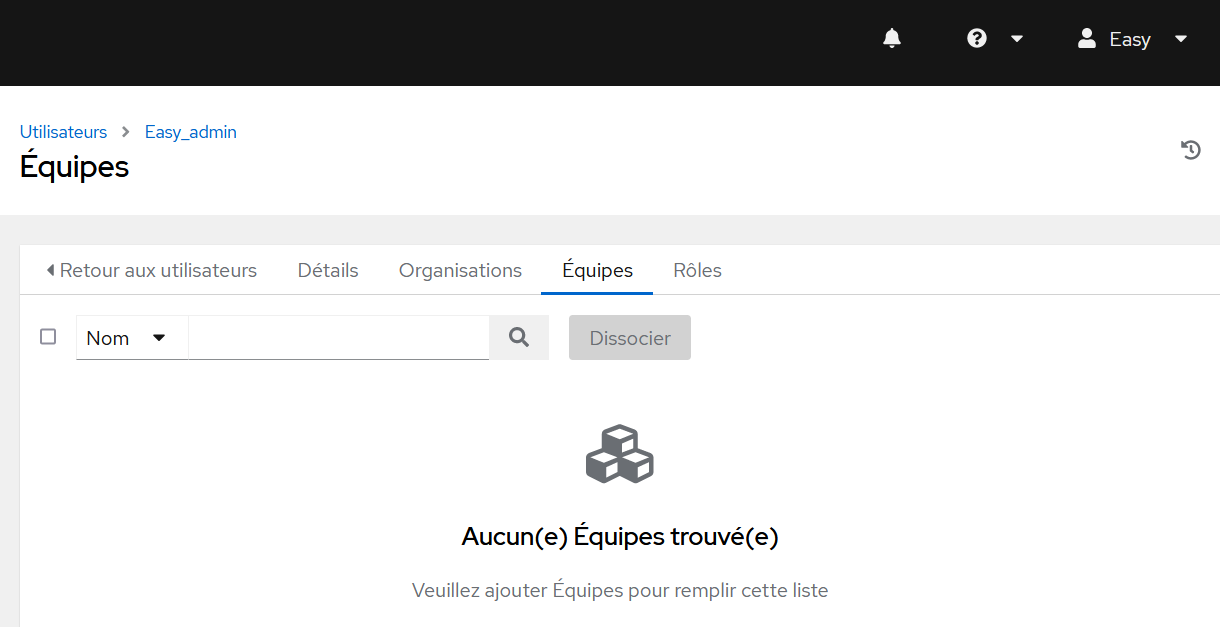 Easy
Utilisateurs Easy_admin
Équipes
Retour aux utilisateurs Détails Organisations Équipes Rôles
Nom Dissocier
Aucun(e) Équipes trouvé(e)
Veuillez ajouter Équipes pour remplir cette liste